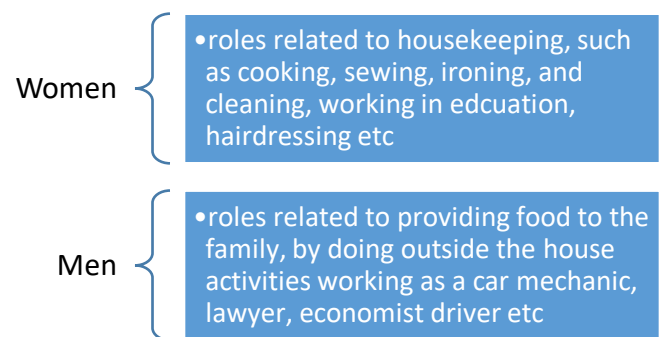 Women
•roles related to housekeeping, such
as cooking, sewing, ironing, and
cleaning, working in edcuation,
hairdressing etc
Men
•roles related to providing food to the
family, by doing outside the house
activities working as a car mechanic,
lawyer, economist driver etc